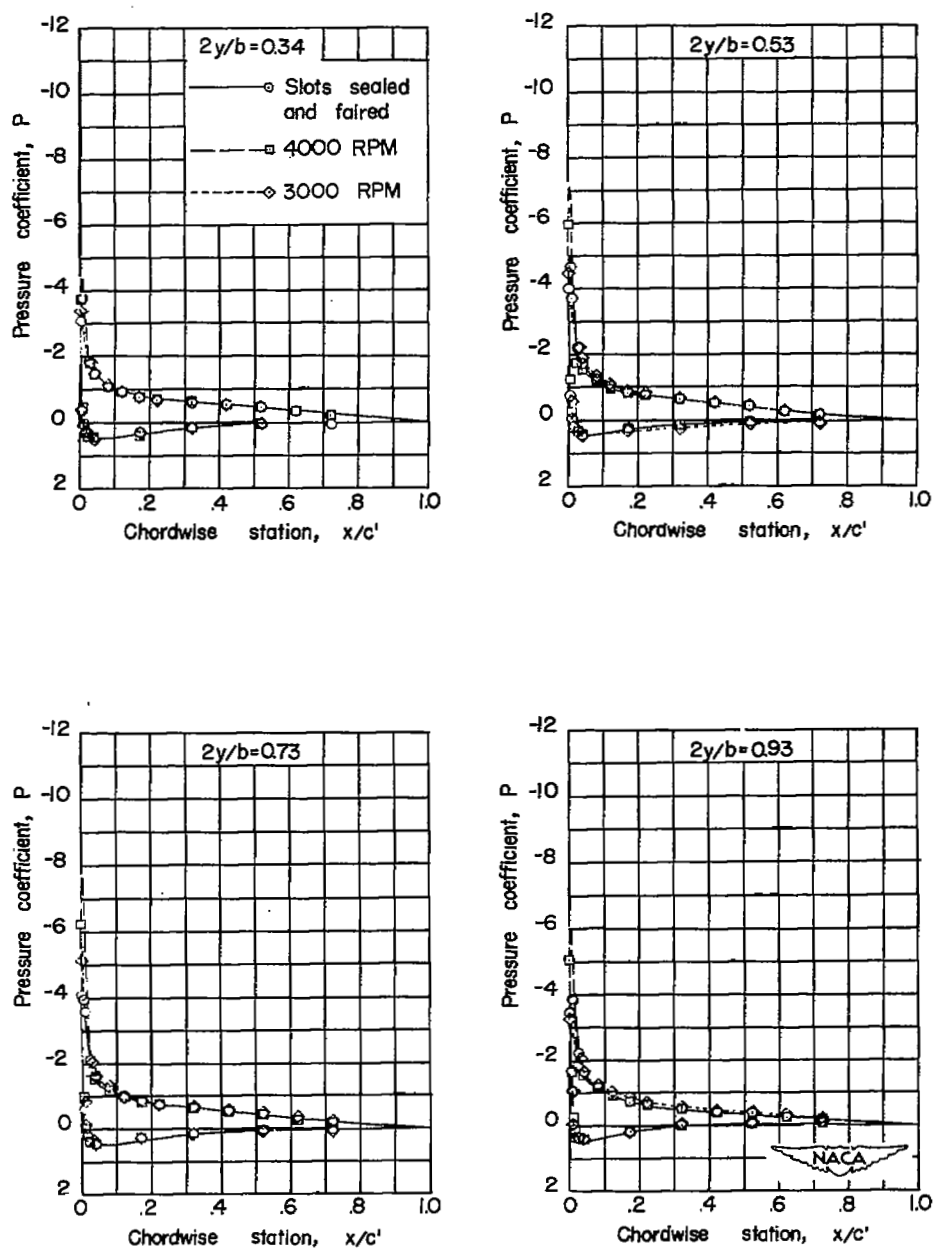 2y/b=0.34
-12
-10
-8
-6
-4
-2
0
2
Pressure coefficient, P
Slots sealed
and faired
4000 RPM
3000 RPM
0 .2 .4 .6 .8 1.0
Chordwise station, x/c'
2y/b=0.53
-12
-10
-8
-6
-4
-2
0
2
Pressure coefficient, P
0 .2 .4 .6 .8 1.0
Chordwise station, x/c'
2y/b=0.73
-12
-10
-8
-6
-4
-2
0
2
Pressure coefficient, P
0 .2 .4 .6 .8 1.0
Chordwise station, x/c'
2y/b=0.93
-12
-10
-8
-6
-4
-2
0
2
Pressure coefficient, P
NACA
0 .2 .4 .6 .8 1.0
Chordwise station, x/c'